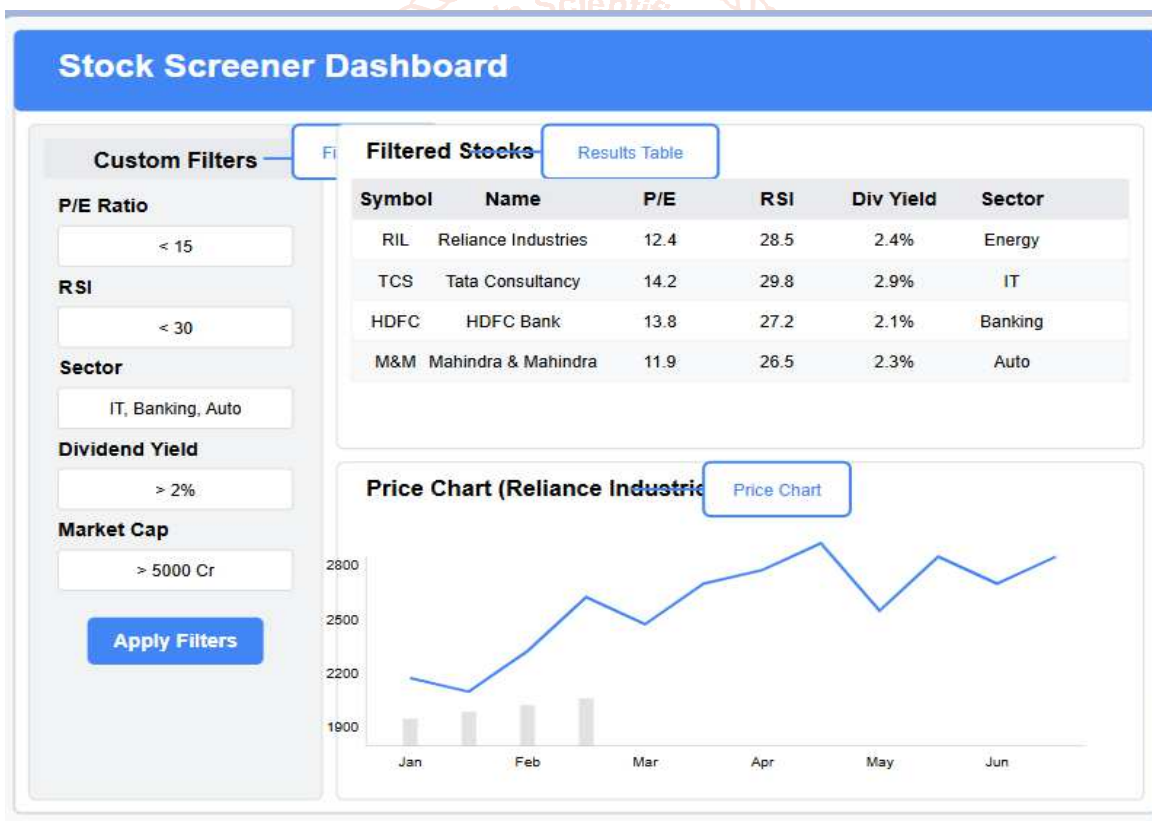 in Scientis
Stock Screener Dashboard
Custom Filters
Fi
P/E Ratio
< 15
RSI
< 30
Sector
IT, Banking, Auto
Dividend Yield
> 2%
Market Cap
> 5000 Cr
Apply Filters
Filtered Stocks
Results Table
Symbol Name P/E RSI Div Yield Sector
RIL Reliance Industries 12.4 28.5 2.4% Energy
TCS Tata Consultancy 14.2 29.8 2.9% IT
HDFC HDFC Bank 13.8 27.2 2.1% Banking
M&M Mahindra & Mahindra 11.9 26.5 2.3% Auto
Price Chart (Reliance Industrie
Price Chart
2800
2500
2200
1900
Jan Feb Mar Apr May Jun